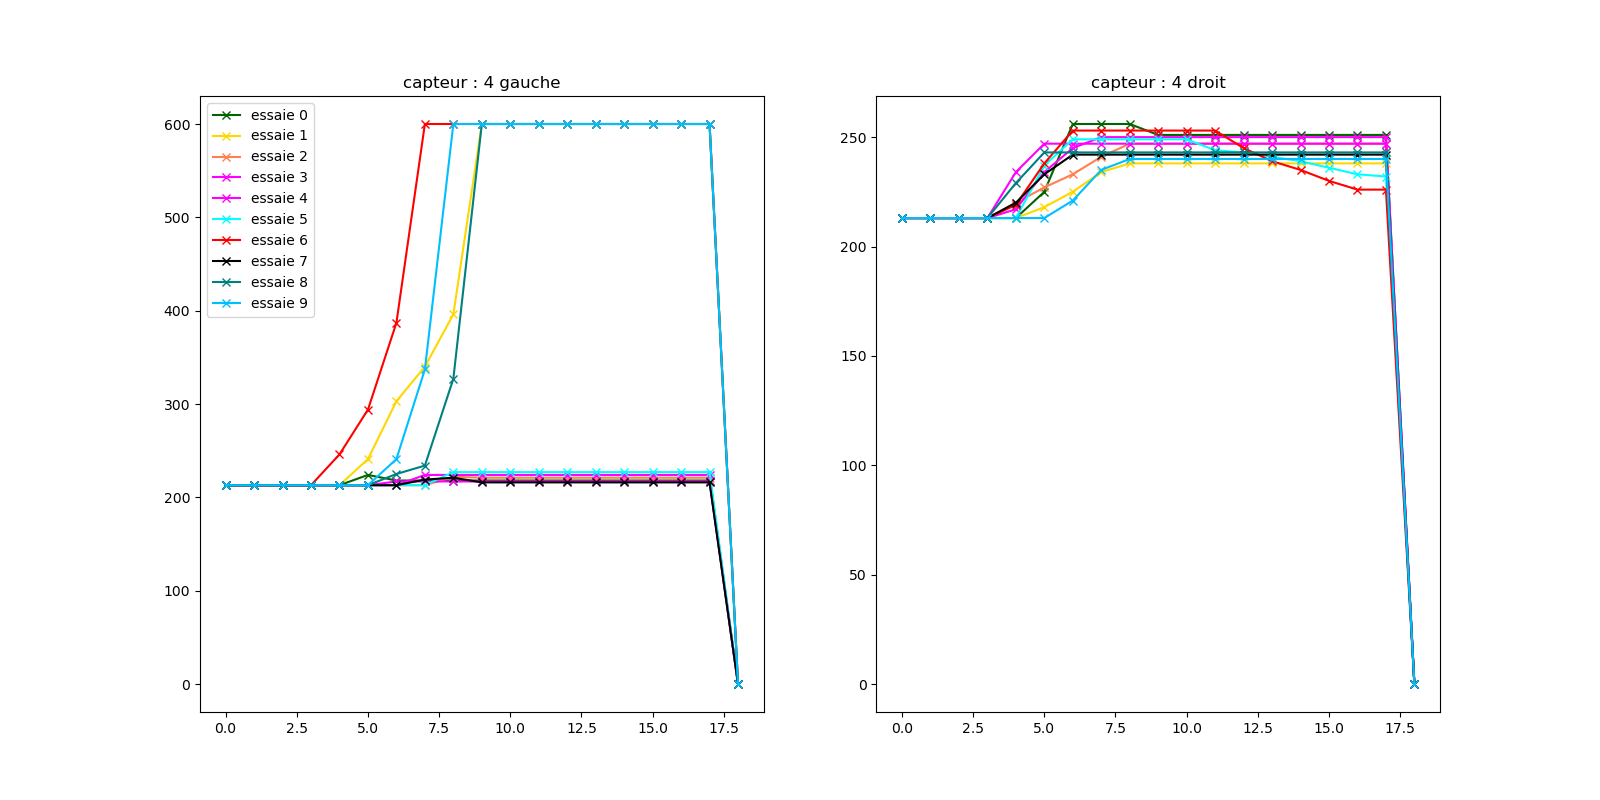 capteur : 4 gauche
600
500
400
300
200
100
0
0.0 2.5 5.0 7.5 10.0 12.5 15.0 17.5
essaie 0
essaie 1
essaie 2
essaie 3
essaie 4
essaie 5
essaie 6
essaie 7
essaie 8
essaie 9
capteur : 4 droit
250
200
150
100
50
0
0.0 2.5 5.0 7.5 10.0 12.5 15.0 17.5